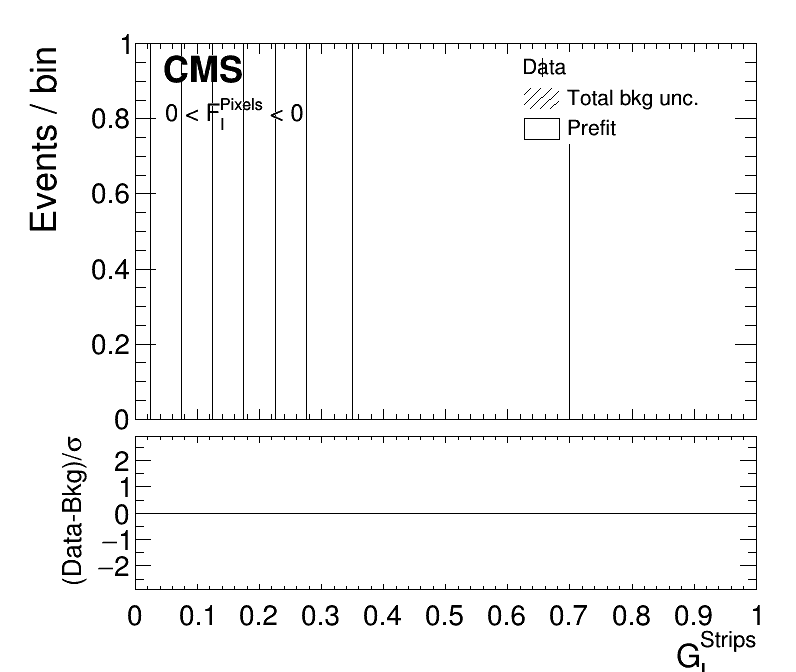 Events / bin
1
0.8
0.6
0.4
0.2
0
CMS
0 < F_I^Pixels < 0
Data
Total bkg unc.
Prefit
(Data-Bkg)/σ
2
1
0
−1
−2
0 0.1 0.2 0.3 0.4 0.5 0.6 0.7 0.8 0.9 1
G_I^Strips